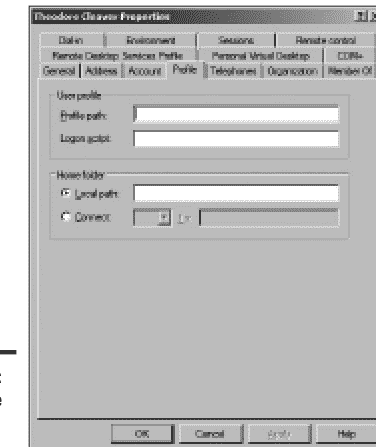 Theodore Cleaver Properties
Dial-in Environment Sessions Remote control
Remote Desktop Services Profile Personal Virtual Desktop COM+
General Address Account Profile Telephones Organization Member Of
User profile
Profile path:
Logon script:
Home folder
Local path:
Connect: To:
OK Cancel Apply Help